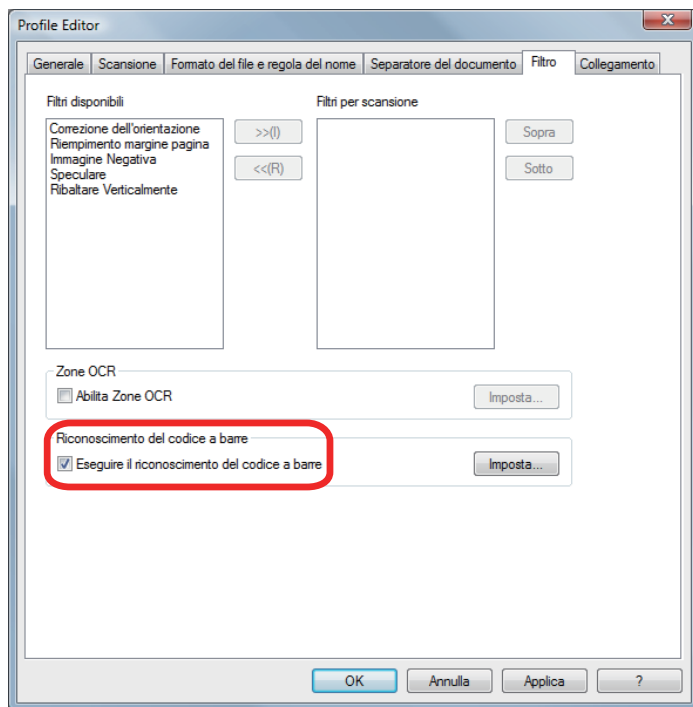 Profile Editor
Generale Scansione Formato del file e regola del nome Separatore del documento Filtro Collegamento
Filtri disponibili
Filtri per scansione
Correzione dell'orientazione
Riempimento margine pagina
Immagine Negativa
Speculare
Ribaltare Verticalmente
>>(I)
<<(R)
Sopra
Sotto
Zone OCR
Abilita Zone OCR
Imposta...
Riconoscimento del codice a barre
Eseguire il riconoscimento del codice a barre
Imposta...
OK Annulla Applica ?